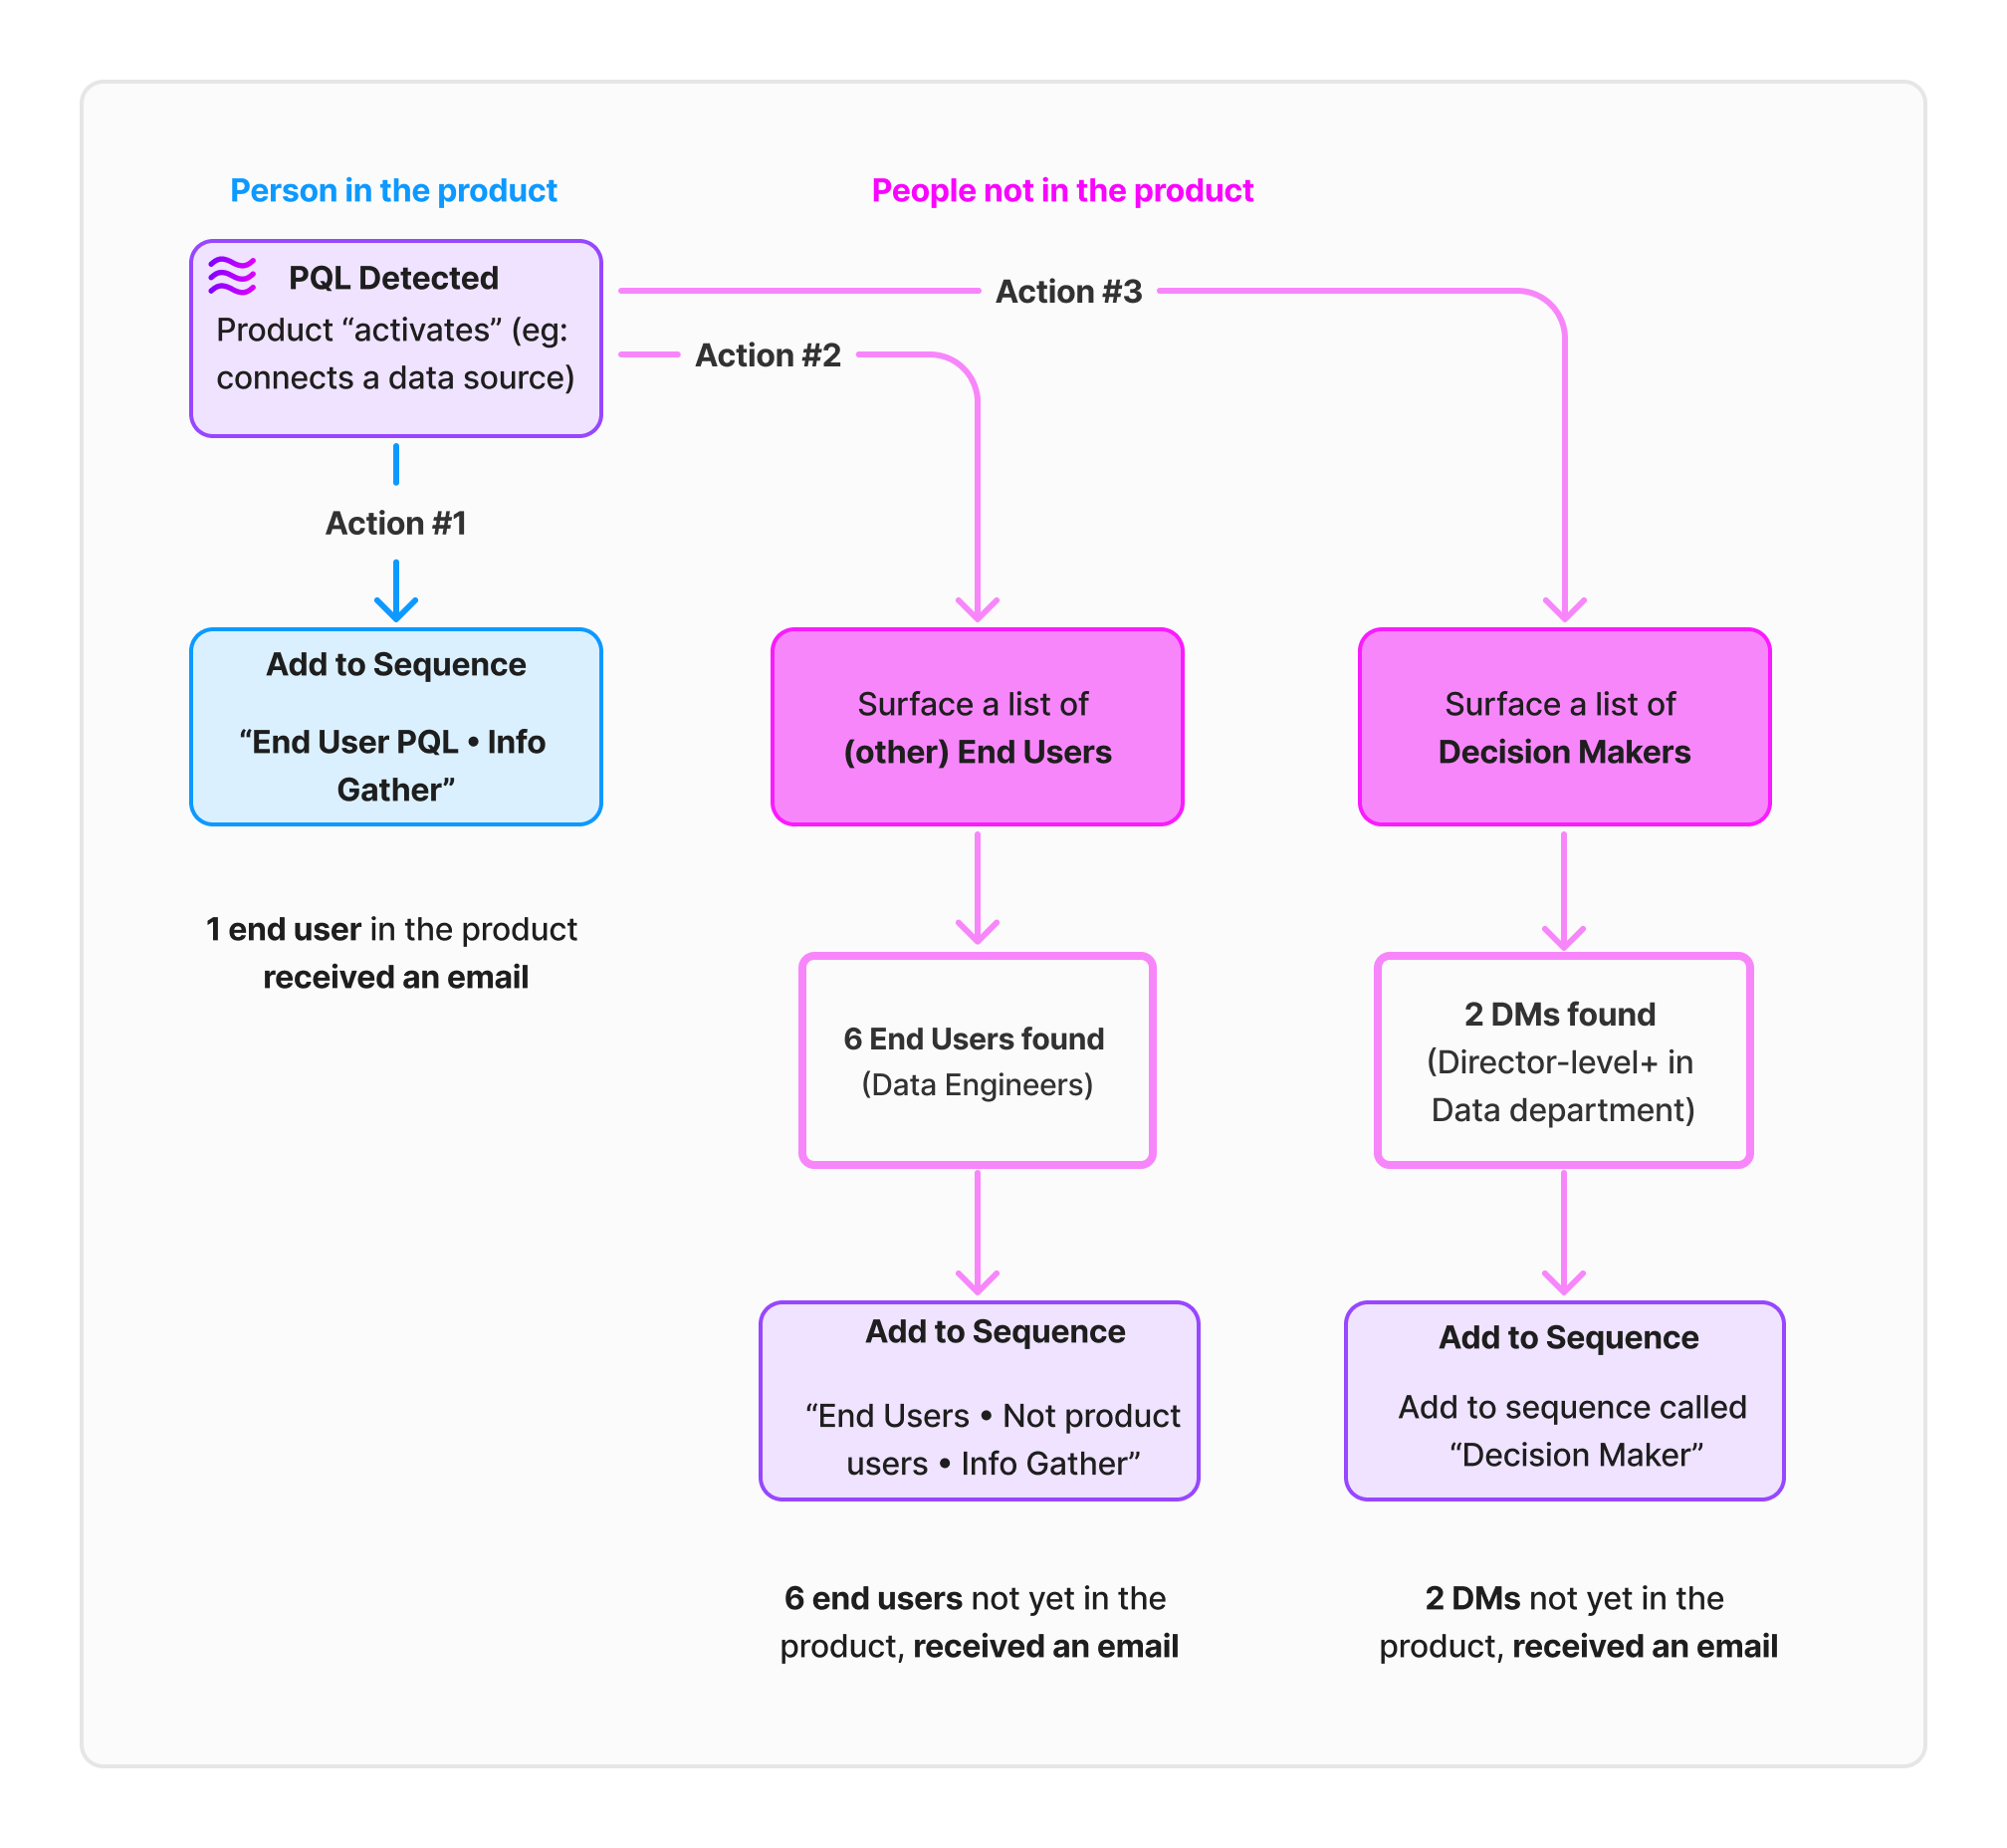 Person in the product
People not in the product
PQL Detected
Product “activates” (eg:
connects a data source)
Action #3
Action #2
Action #1
Add to Sequence
“End User PQL • Info
Gather”
1 end user in the product
received an email
Surface a list of
(other) End Users
6 End Users found
(Data Engineers)
Add to Sequence
“End Users • Not product
users • Info Gather”
6 end users not yet in the
product, received an email
Surface a list of
Decision Makers
2 DMs found
(Director-level+ in
Data department)
Add to Sequence
Add to sequence called
“Decision Maker”
2 DMs not yet in the
product, received an email